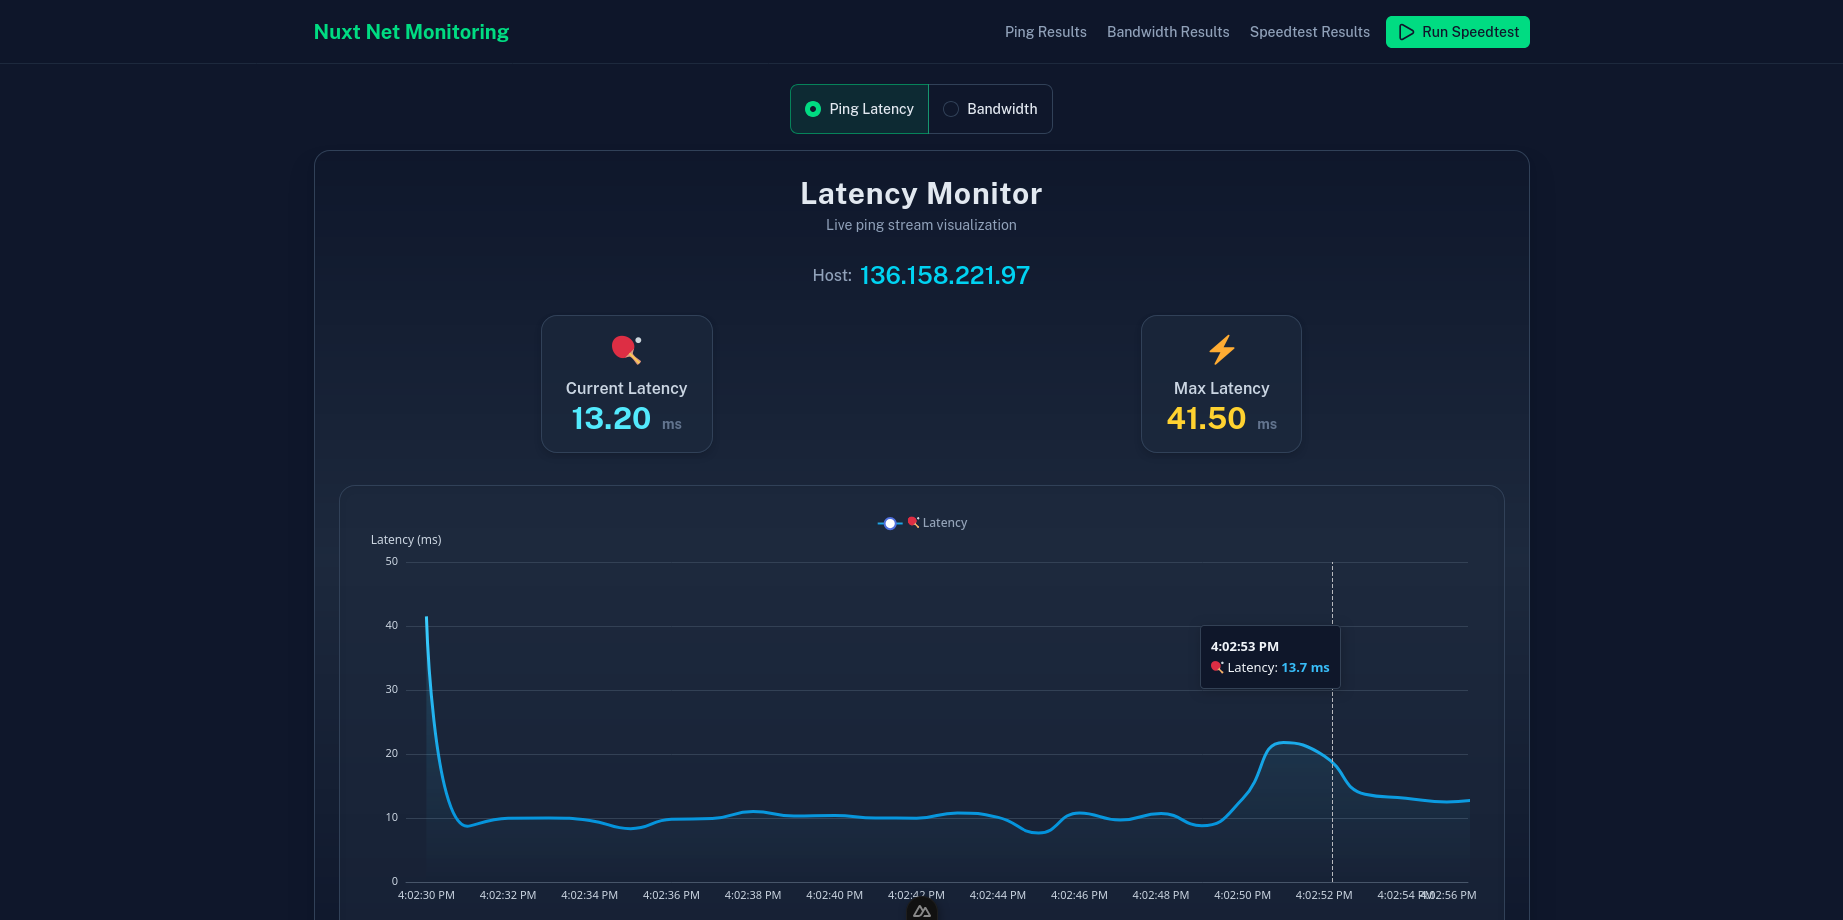 Nuxt Net Monitoring
Ping Results
Bandwidth Results
Speedtest Results
Run Speedtest
Ping Latency
Bandwidth
Latency Monitor
Live ping stream visualization
Host: 136.158.221.97
Current Latency
13.20 ms
Max Latency
41.50 ms
Latency
Latency (ms)
50
40
30
20
10
0
4:02:53 PM
Latency: 13.7 ms
4:02:30 PM
4:02:32 PM
4:02:34 PM
4:02:36 PM
4:02:38 PM
4:02:40 PM
4:02:42 PM
4:02:44 PM
4:02:46 PM
4:02:48 PM
4:02:50 PM
4:02:52 PM
4:02:54 PM
4:02:56 PM